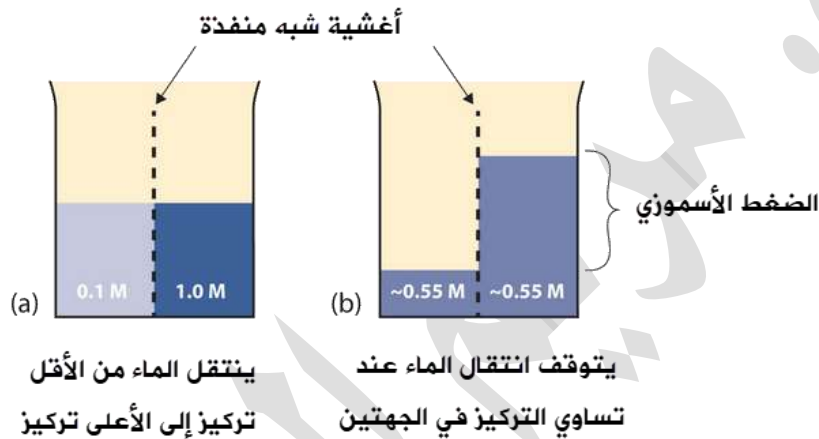 أغشية شبه منفذة
الضغط الأسموزي
0.1 M 1.0 M
(a)
~0.55 M ~0.55 M
(b)
ينتقل الماء من الأقل
تركيز إلى الأعلى تركيز
يتوقف انتقال الماء عند
تساوي التركيز في الجهتين